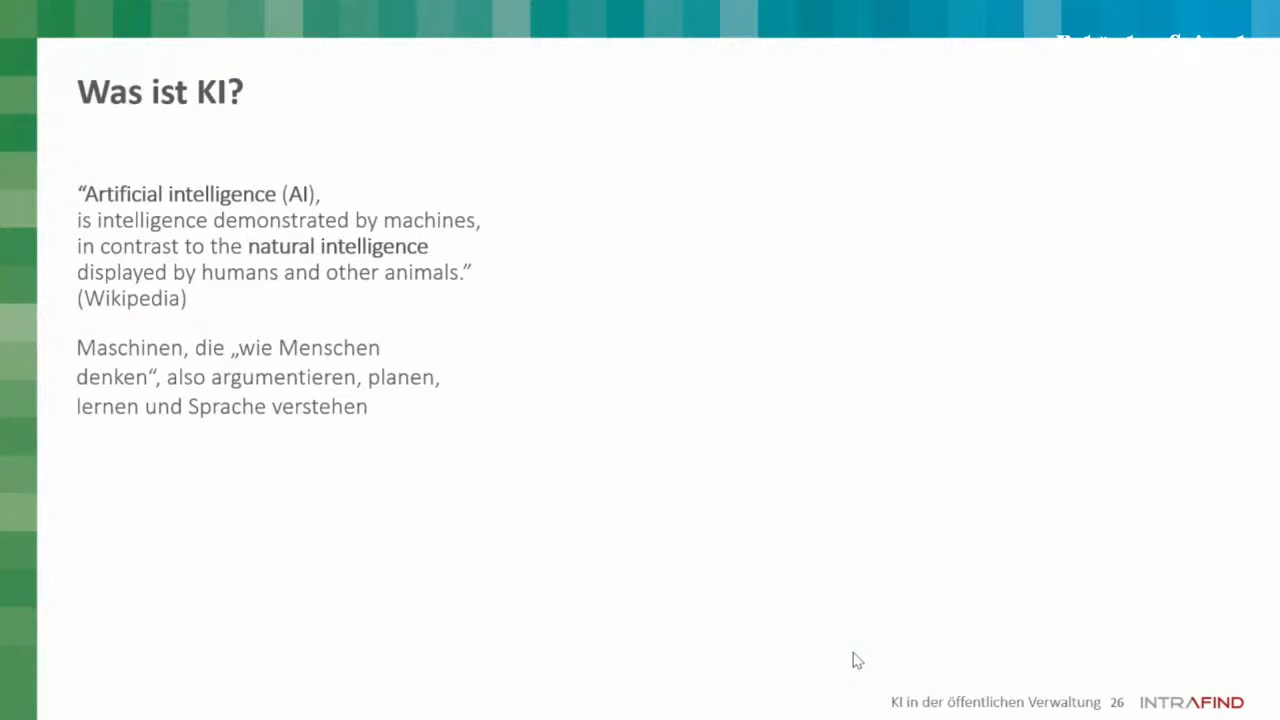 Was ist KI?
“Artificial intelligence (AI),
is intelligence demonstrated by machines,
in contrast to the natural intelligence
displayed by humans and other animals.”
(Wikipedia)
Maschinen, die „wie Menschen
denken“, also argumentieren, planen,
lernen und Sprache verstehen
KI in der öffentlichen Verwaltung 26 INTRAFIND